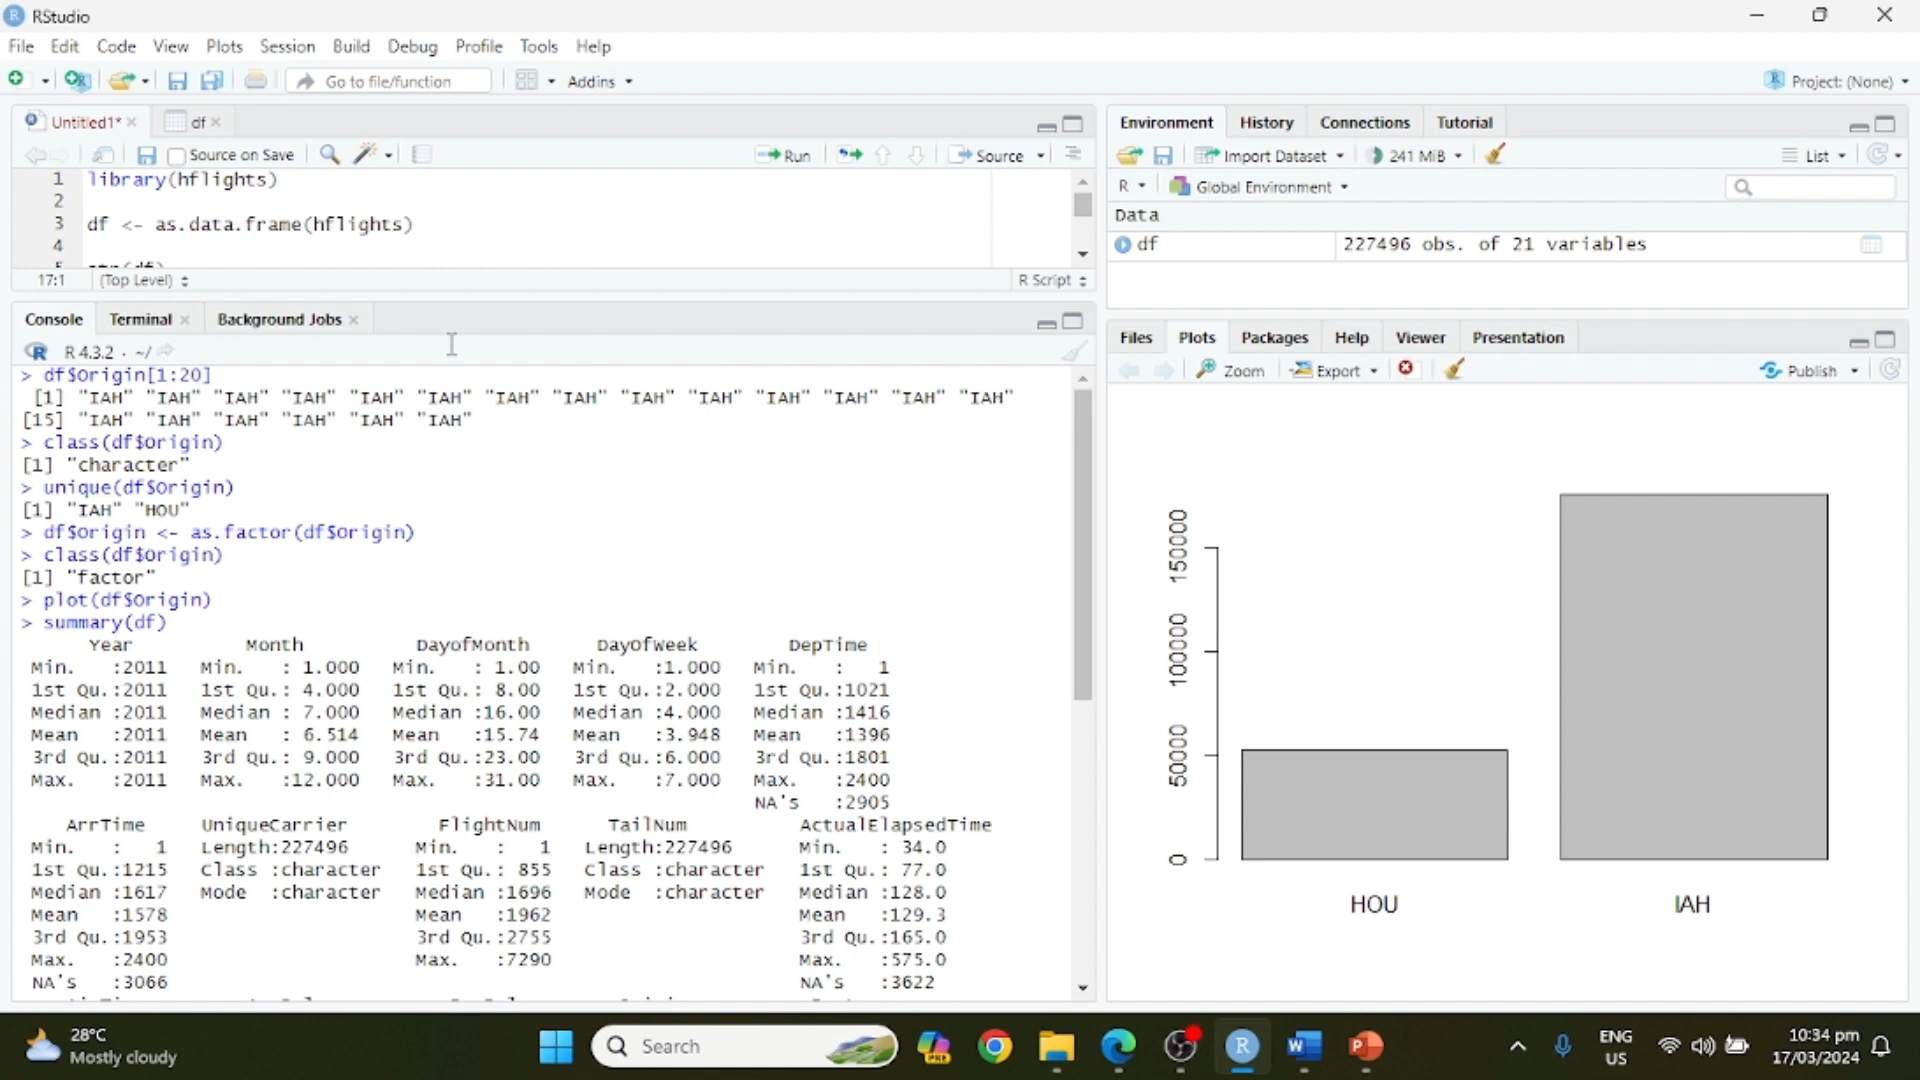 RStudio
File Edit Code View Plots Session Build Debug Profile Tools Help
Go to file/function Addins Project: (None)
Untitled1* df
Source on Save Run Source
1 library(hflights)
2
3 df <- as.data.frame(hflights)
4
17:1 (Top Level) R Script
Console Terminal Background Jobs
R 4.3.2 · ~/
> df$Origin[1:20]
[1] "IAH" "IAH" "IAH" "IAH" "IAH" "IAH" "IAH" "IAH" "IAH" "IAH" "IAH" "IAH" "IAH" "IAH"
[15] "IAH" "IAH" "IAH" "IAH" "IAH" "IAH"
> class(df$Origin)
[1] "character"
> unique(df$Origin)
[1] "IAH" "HOU"
> df$Origin <- as.factor(df$Origin)
> class(df$Origin)
[1] "factor"
> plot(df$Origin)
> summary(df)
Year Month DayofMonth DayOfWeek DepTime
Min. :2011 Min. : 1.000 Min. : 1.00 Min. :1.000 Min. : 1
1st Qu.:2011 1st Qu.: 4.000 1st Qu.: 8.00 1st Qu.:2.000 1st Qu.:1021
Median :2011 Median : 7.000 Median :16.00 Median :4.000 Median :1416
Mean :2011 Mean : 6.514 Mean :15.74 Mean :3.948 Mean :1396
3rd Qu.:2011 3rd Qu.: 9.000 3rd Qu.:23.00 3rd Qu.:6.000 3rd Qu.:1801
Max. :2011 Max. :12.000 Max. :31.00 Max. :7.000 Max. :2400
NA's :2905
ArrTime UniqueCarrier FlightNum TailNum ActualElapsedTime
Min. : 1 Length:227496 Min. : 1 Length:227496 Min. : 34.0
1st Qu.:1215 Class :character 1st Qu.: 855 Class :character 1st Qu.: 77.0
Median :1617 Mode :character Median :1696 Mode :character Median :128.0
Mean :1578 Mean :1962 Mean :129.3
3rd Qu.:1953 3rd Qu.:2755 3rd Qu.:165.0
Max. :2400 Max. :7290 Max. :575.0
NA's :3066 NA's :3622
Environment History Connections Tutorial
Import Dataset 241 MiB List
R Global Environment
Data
df 227496 obs. of 21 variables
Files Plots Packages Help Viewer Presentation
Zoom Export Publish
150000
100000
50000
0
HOU IAH
28°C
Mostly cloudy
Search
PRE
ENG
US
10:34 pm
17/03/2024